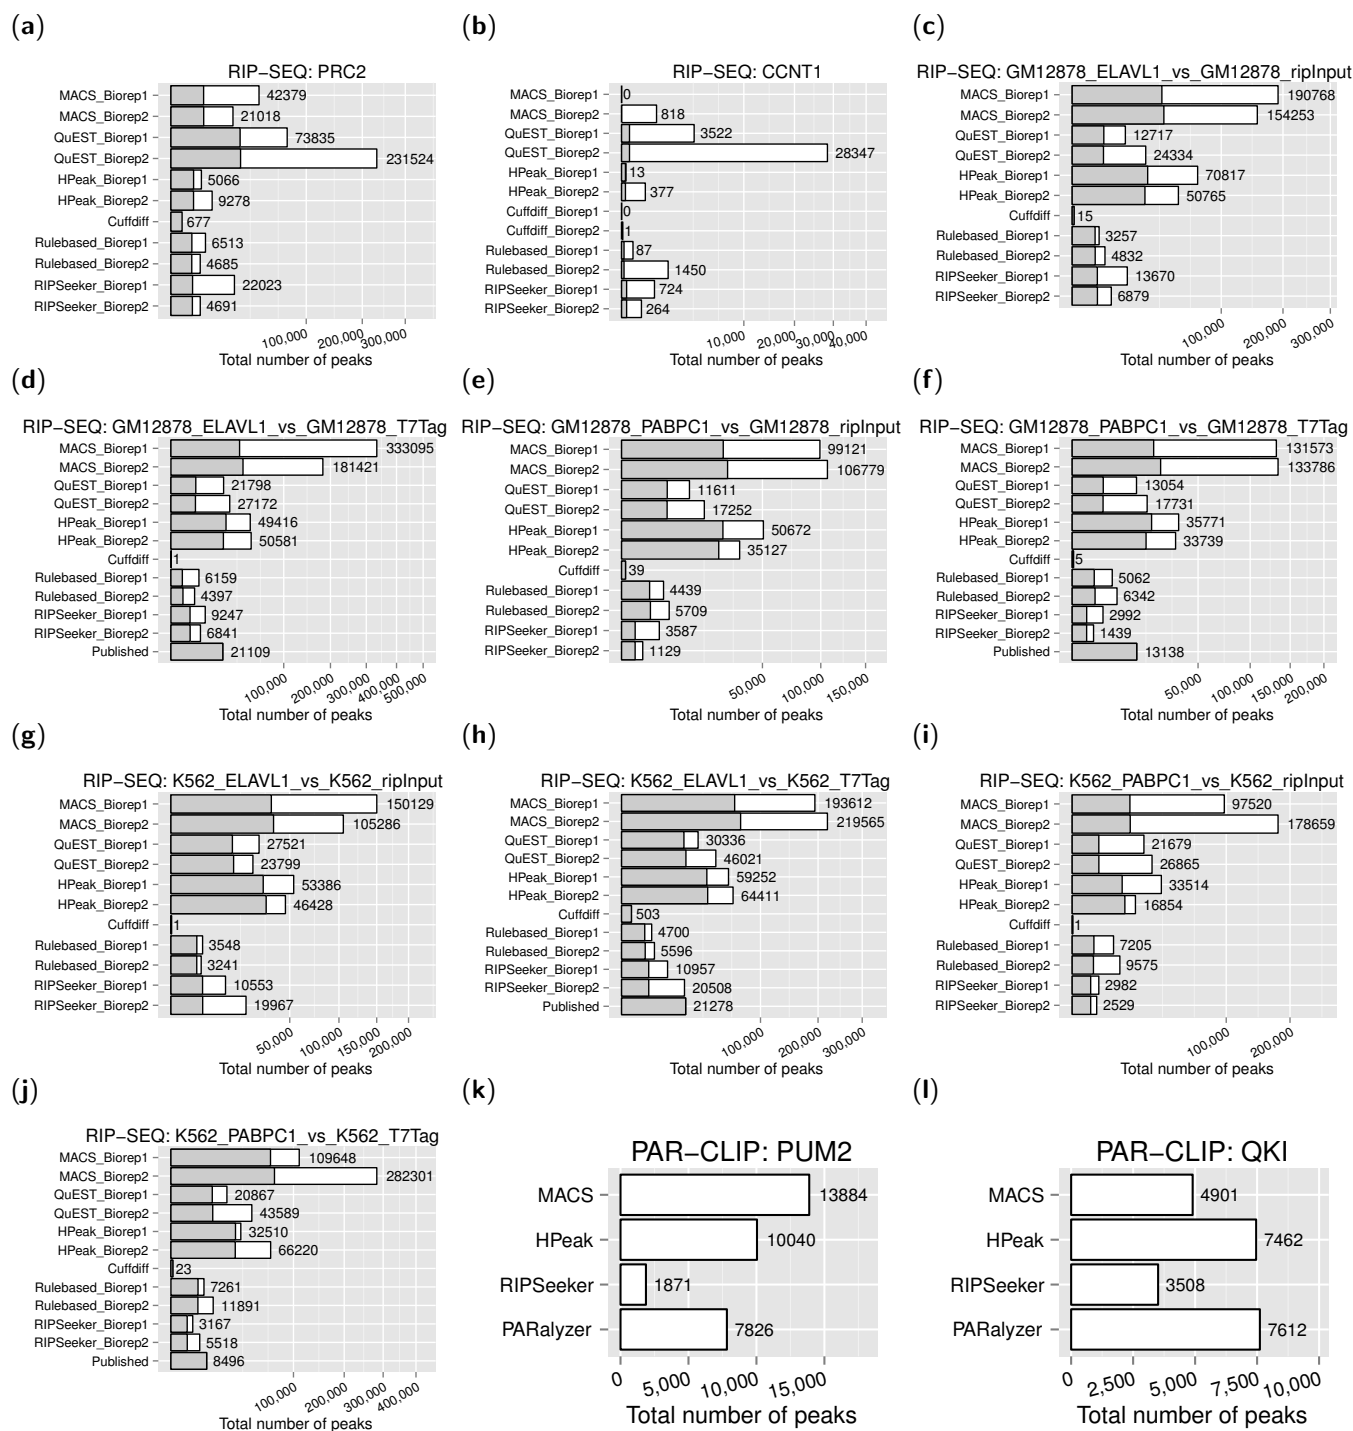 (a)
RIP−SEQ: PRC2
MACS_Biorep1 42379
MACS_Biorep2 21018
QuEST_Biorep1 73835
QuEST_Biorep2 231524
HPeak_Biorep1 5066
HPeak_Biorep2 9278
Cuffdiff 677
Rulebased_Biorep1 6513
Rulebased_Biorep2 4685
RIPSeeker_Biorep1 22023
RIPSeeker_Biorep2 4691
100,000 200,000 300,000
Total number of peaks
(b)
RIP−SEQ: CCNT1
MACS_Biorep1 0
MACS_Biorep2 818
QuEST_Biorep1 3522
QuEST_Biorep2 28347
HPeak_Biorep1 13
HPeak_Biorep2 377
Cuffdiff_Biorep1 0
Cuffdiff_Biorep2 1
Rulebased_Biorep1 87
Rulebased_Biorep2 1450
RIPSeeker_Biorep1 724
RIPSeeker_Biorep2 264
10,000 20,000 30,000 40,000
Total number of peaks
(c)
RIP−SEQ: GM12878_ELAVL1_vs_GM12878_ripInput
MACS_Biorep1 190768
MACS_Biorep2 154253
QuEST_Biorep1 12717
QuEST_Biorep2 24334
HPeak_Biorep1 70817
HPeak_Biorep2 50765
Cuffdiff 15
Rulebased_Biorep1 3257
Rulebased_Biorep2 4832
RIPSeeker_Biorep1 13670
RIPSeeker_Biorep2 6879
100,000 200,000 300,000
Total number of peaks
(d)
RIP−SEQ: GM12878_ELAVL1_vs_GM12878_T7Tag
MACS_Biorep1 333095
MACS_Biorep2 181421
QuEST_Biorep1 21798
QuEST_Biorep2 27172
HPeak_Biorep1 49416
HPeak_Biorep2 50581
Cuffdiff 1
Rulebased_Biorep1 6159
Rulebased_Biorep2 4397
RIPSeeker_Biorep1 9247
RIPSeeker_Biorep2 6841
Published 21109
100,000 200,000 300,000 400,000 500,000
Total number of peaks
(e)
RIP−SEQ: GM12878_PABPC1_vs_GM12878_ripInput
MACS_Biorep1 99121
MACS_Biorep2 106779
QuEST_Biorep1 11611
QuEST_Biorep2 17252
HPeak_Biorep1 50672
HPeak_Biorep2 35127
Cuffdiff 39
Rulebased_Biorep1 4439
Rulebased_Biorep2 5709
RIPSeeker_Biorep1 3587
RIPSeeker_Biorep2 1129
50,000 100,000 150,000
Total number of peaks
(f)
RIP−SEQ: GM12878_PABPC1_vs_GM12878_T7Tag
MACS_Biorep1 131573
MACS_Biorep2 133786
QuEST_Biorep1 13054
QuEST_Biorep2 17731
HPeak_Biorep1 35771
HPeak_Biorep2 33739
Cuffdiff 5
Rulebased_Biorep1 5062
Rulebased_Biorep2 6342
RIPSeeker_Biorep1 2992
RIPSeeker_Biorep2 1439
Published 13138
50,000 100,000 150,000 200,000
Total number of peaks
(g)
RIP−SEQ: K562_ELAVL1_vs_K562_ripInput
MACS_Biorep1 150129
MACS_Biorep2 105286
QuEST_Biorep1 27521
QuEST_Biorep2 23799
HPeak_Biorep1 53386
HPeak_Biorep2 46428
Cuffdiff 1
Rulebased_Biorep1 3548
Rulebased_Biorep2 3241
RIPSeeker_Biorep1 10553
RIPSeeker_Biorep2 19967
50,000 100,000 150,000 200,000
Total number of peaks
(h)
RIP−SEQ: K562_ELAVL1_vs_K562_T7Tag
MACS_Biorep1 193612
MACS_Biorep2 219565
QuEST_Biorep1 30336
QuEST_Biorep2 46021
HPeak_Biorep1 59252
HPeak_Biorep2 64411
Cuffdiff 503
Rulebased_Biorep1 4700
Rulebased_Biorep2 5596
RIPSeeker_Biorep1 10957
RIPSeeker_Biorep2 20508
Published 21278
100,000 200,000 300,000
Total number of peaks
(i)
RIP−SEQ: K562_PABPC1_vs_K562_ripInput
MACS_Biorep1 97520
MACS_Biorep2 178659
QuEST_Biorep1 21679
QuEST_Biorep2 26865
HPeak_Biorep1 33514
HPeak_Biorep2 16854
Cuffdiff 1
Rulebased_Biorep1 7205
Rulebased_Biorep2 9575
RIPSeeker_Biorep1 2982
RIPSeeker_Biorep2 2529
100,000 200,000
Total number of peaks
(j)
RIP−SEQ: K562_PABPC1_vs_K562_T7Tag
MACS_Biorep1 109648
MACS_Biorep2 282301
QuEST_Biorep1 20867
QuEST_Biorep2 43589
HPeak_Biorep1 32510
HPeak_Biorep2 66220
Cuffdiff 23
Rulebased_Biorep1 7261
Rulebased_Biorep2 11891
RIPSeeker_Biorep1 3167
RIPSeeker_Biorep2 5518
Published 8496
100,000 200,000 300,000 400,000
Total number of peaks
(k)
PAR−CLIP: PUM2
MACS 13884
HPeak 10040
RIPSeeker 1871
PARalyzer 7826
0 5,000 10,000 15,000
Total number of peaks
(l)
PAR−CLIP: QKI
MACS 4901
HPeak 7462
RIPSeeker 3508
PARalyzer 7612
0 2,500 5,000 7,500 10,000
Total number of peaks